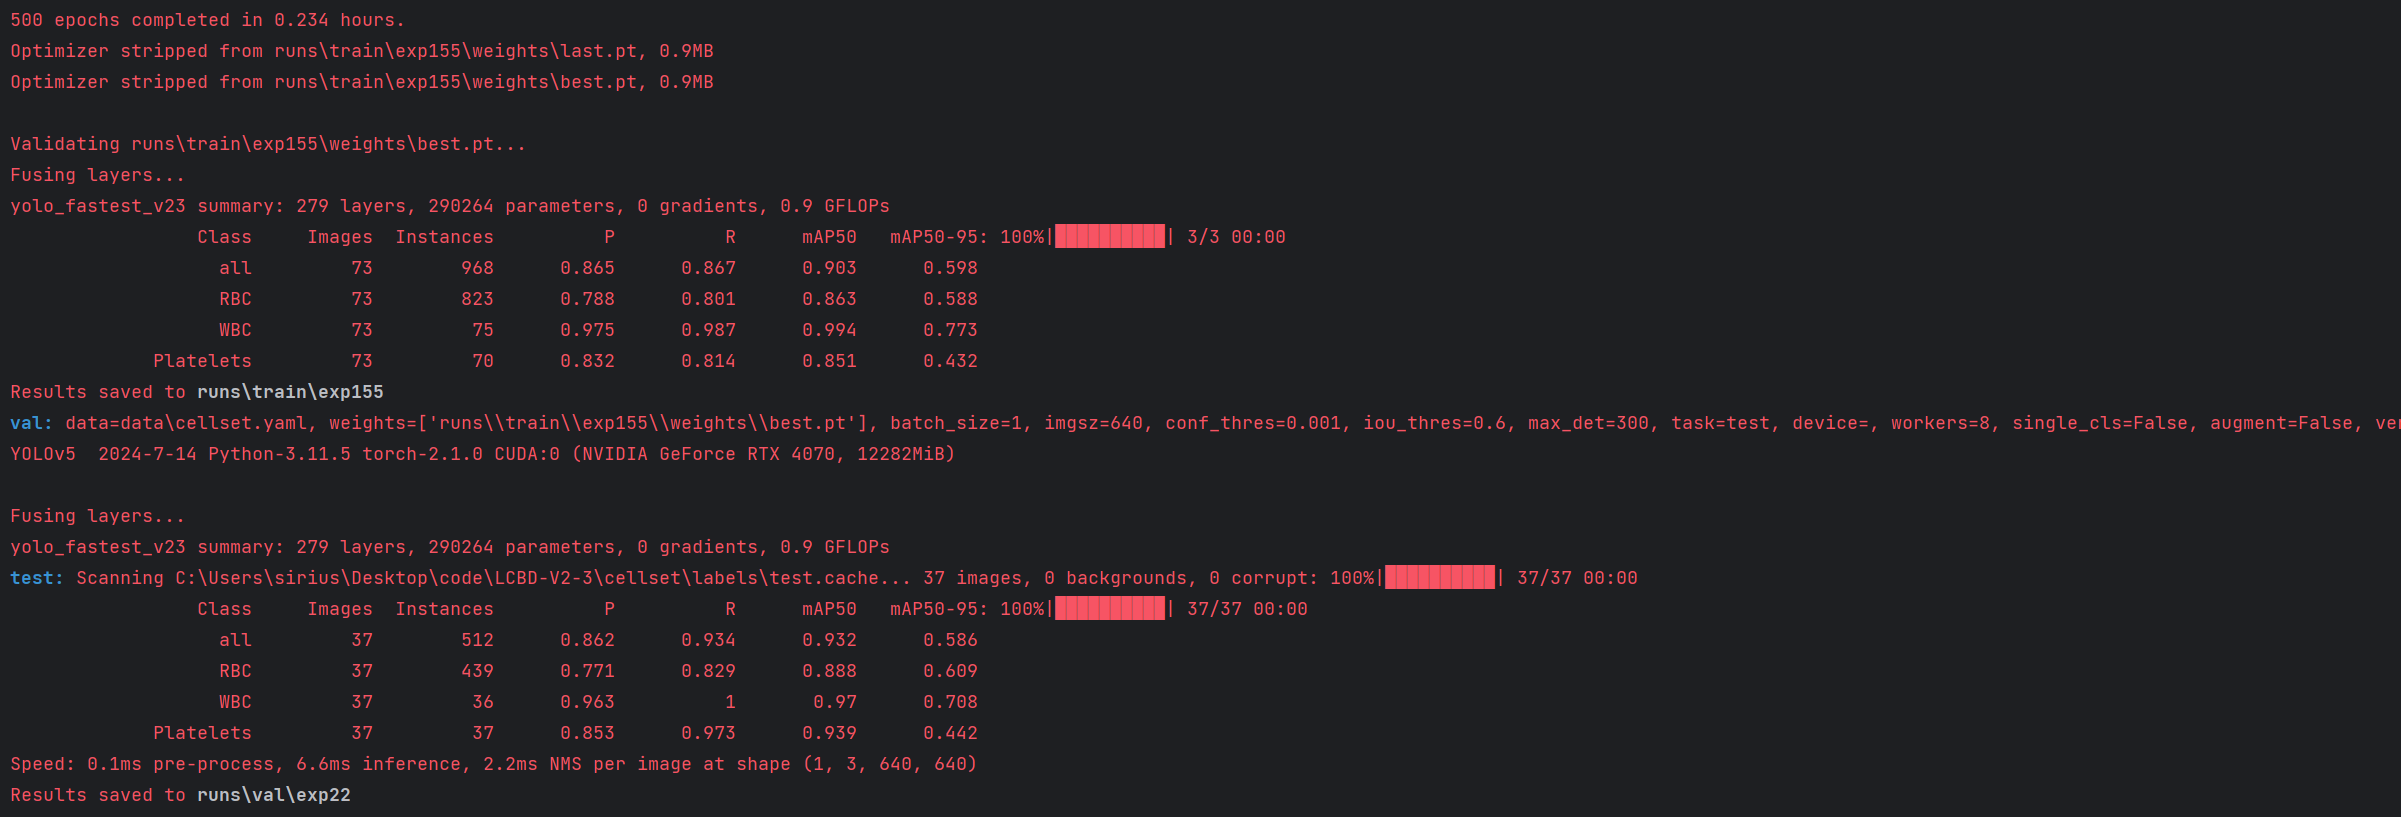 500 epochs completed in 0.234 hours.
Optimizer stripped from runs\train\exp155\weights\last.pt, 0.9MB
Optimizer stripped from runs\train\exp155\weights\best.pt, 0.9MB
Validating runs\train\exp155\weights\best.pt...
Fusing layers...
yolo_fastest_v23 summary: 279 layers, 290264 parameters, 0 gradients, 0.9 GFLOPs
Class Images Instances P R mAP50 mAP50-95: 100%|██████████| 3/3 00:00
all 73 968 0.865 0.867 0.903 0.598
RBC 73 823 0.788 0.801 0.863 0.588
WBC 73 75 0.975 0.987 0.994 0.773
Platelets 73 70 0.832 0.814 0.851 0.432
Results saved to runs\train\exp155
val: data=data\cellset.yaml, weights=['runs\\train\\exp155\\weights\\best.pt'], batch_size=1, imgsz=640, conf_thres=0.001, iou_thres=0.6, max_det=300, task=test, device=, workers=8, single_cls=False, augment=False, ver
YOLOv5 2024-7-14 Python-3.11.5 torch-2.1.0 CUDA:0 (NVIDIA GeForce RTX 4070, 12282MiB)
Fusing layers...
yolo_fastest_v23 summary: 279 layers, 290264 parameters, 0 gradients, 0.9 GFLOPs
test: Scanning C:\Users\sirius\Desktop\code\LCBD-V2-3\cellset\labels\test.cache... 37 images, 0 backgrounds, 0 corrupt: 100%|██████████| 37/37 00:00
Class Images Instances P R mAP50 mAP50-95: 100%|██████████| 37/37 00:00
all 37 512 0.862 0.934 0.932 0.586
RBC 37 439 0.771 0.829 0.888 0.609
WBC 37 36 0.963 1 0.97 0.708
Platelets 37 37 0.853 0.973 0.939 0.442
Speed: 0.1ms pre-process, 6.6ms inference, 2.2ms NMS per image at shape (1, 3, 640, 640)
Results saved to runs\val\exp22